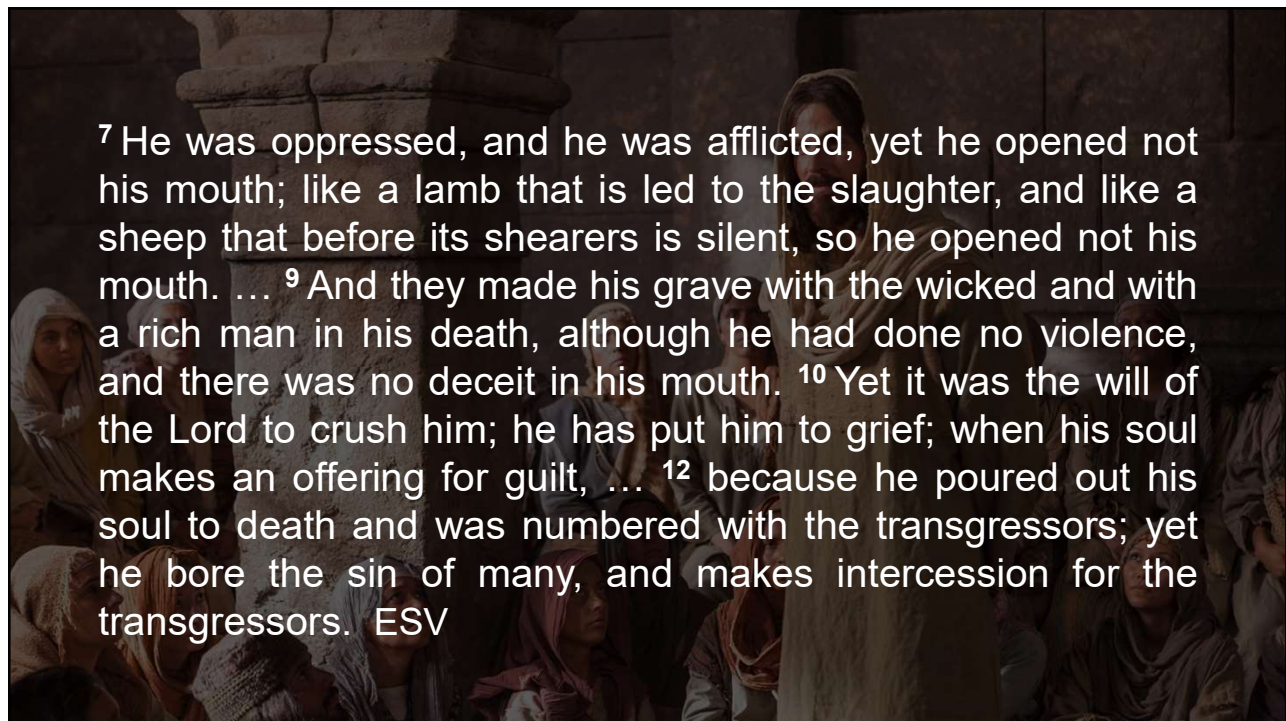 ⁷ He was oppressed, and he was afflicted, yet he opened not
his mouth; like a lamb that is led to the slaughter, and like a
sheep that before its shearers is silent, so he opened not his
mouth. … ⁹ And they made his grave with the wicked and with
a rich man in his death, although he had done no violence,
and there was no deceit in his mouth. ¹⁰ Yet it was the will of
the Lord to crush him; he has put him to grief; when his soul
makes an offering for guilt, … ¹² because he poured out his
soul to death and was numbered with the transgressors; yet
he bore the sin of many, and makes intercession for the
transgressors. ESV